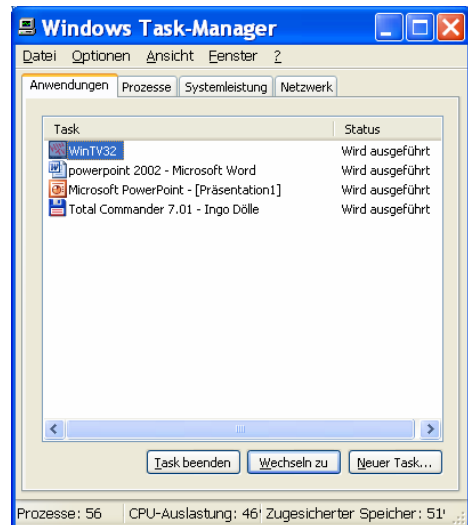 Windows Task-Manager
Datei Optionen Ansicht Fenster ?
Anwendungen Prozesse Systemleistung Netzwerk
Task Status
WinTV32 Wird ausgeführt
powerpoint 2002 - Microsoft Word Wird ausgeführt
Microsoft PowerPoint - [Präsentation1] Wird ausgeführt
Total Commander 7.01 - Ingo Dölle Wird ausgeführt
Task beenden Wechseln zu Neuer Task...
Prozesse: 56 CPU-Auslastung: 46 Zugesicherter Speicher: 51